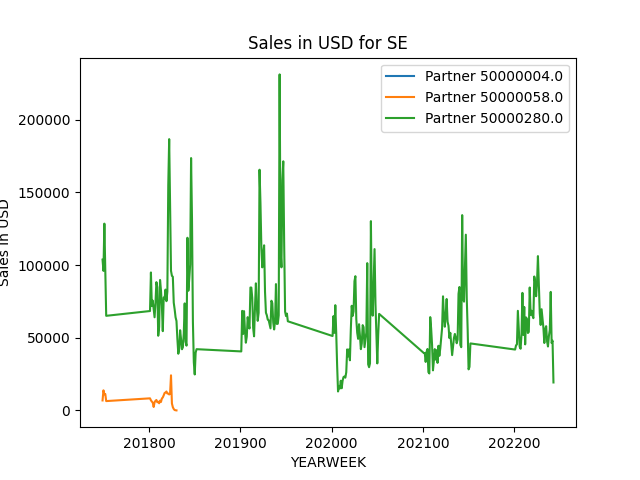 Sales in USD for SE
Partner 50000004.0
Partner 50000058.0
Partner 50000280.0
200000
150000
100000
50000
0
Sales in USD
201800
201900
202000
202100
202200
YEARWEEK